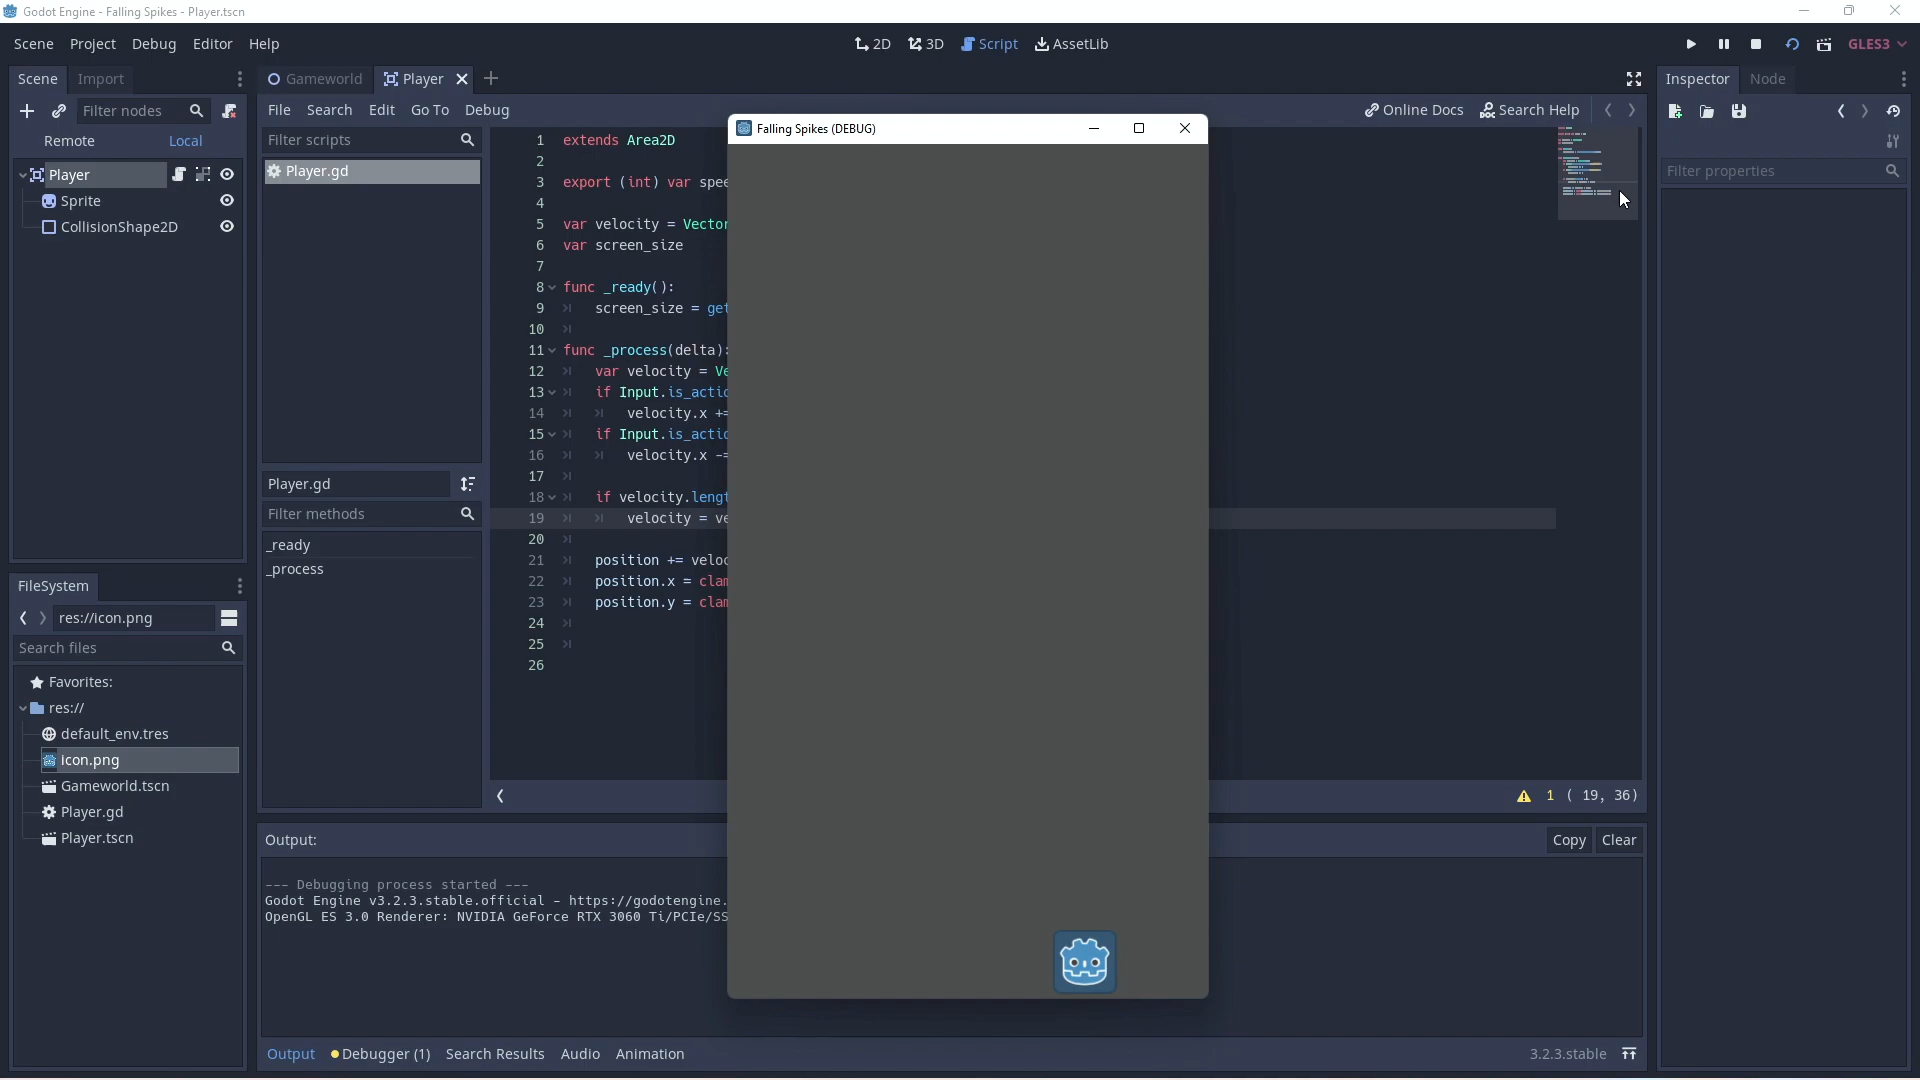 Godot Engine - Falling Spikes - Player.tscn
Scene Project Debug Editor Help
2D 3D Script AssetLib
GLES3
Scene Import
Gameworld Player
Inspector Node
Filter nodes
File Search Edit Go To Debug
Online Docs Search Help
Remote Local
Filter scripts
Player.gd
Player
Sprite
CollisionShape2D
Falling Spikes (DEBUG)
Filter properties
1 extends Area2D
2
3 export (int) var spee
4
5 var velocity = Vector
6 var screen_size
7
8 func _ready():
9 screen_size = get
10
11 func _process(delta):
12 var velocity = Ve
13 if Input.is_actio
14 velocity.x +=
15 if Input.is_actio
16 velocity.x -=
17
18 if velocity.lengt
19 velocity = ve
20
21 position += veloc
22 position.x = clam
23 position.y = clam
24
25
26
Player.gd
Filter methods
_ready
_process
1 ( 19, 36)
FileSystem
res://icon.png
Search files
Favorites:
res://
default_env.tres
icon.png
Gameworld.tscn
Player.gd
Player.tscn
Output:
Copy Clear
--- Debugging process started ---
Godot Engine v3.2.3.stable.official - https://godotengine.
OpenGL ES 3.0 Renderer: NVIDIA GeForce RTX 3060 Ti/PCIe/SS
Output Debugger (1) Search Results Audio Animation
3.2.3.stable